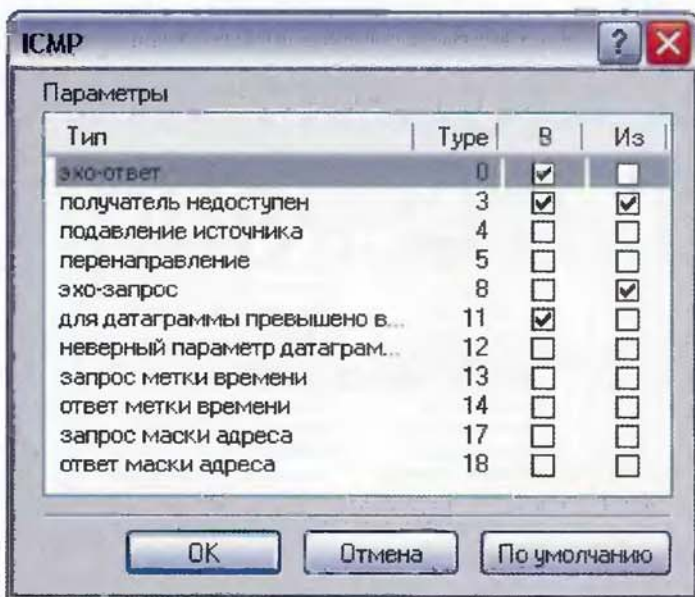 ICMP
Параметры
Тип Type В Из
эхо-ответ 0
получатель недоступен 3
подавление источника 4
перенаправление 5
эхо-запрос 8
для датаграммы превышено в... 11
неверный параметр датаграм... 12
запрос метки времени 13
ответ метки времени 14
запрос маски адреса 17
ответ маски адреса 18
OK Отмена По умолчанию